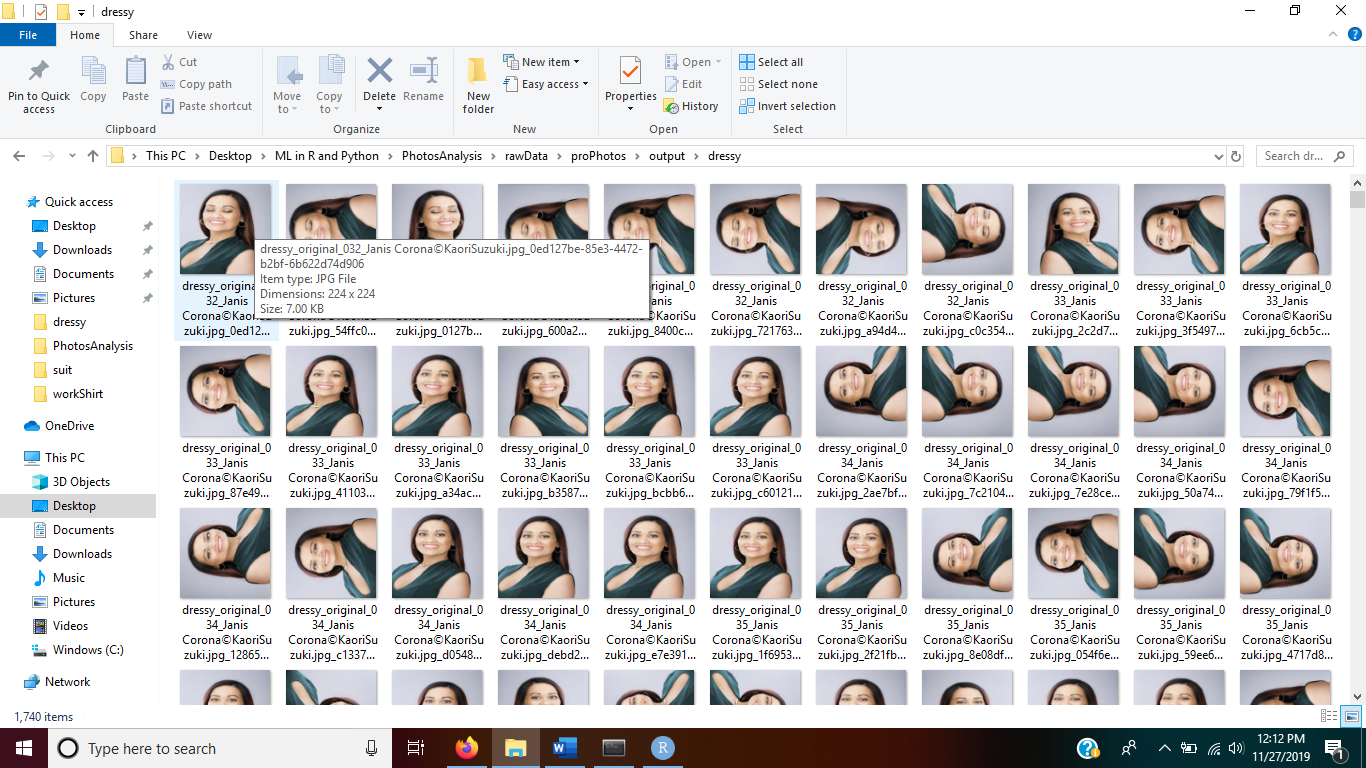 dressy
File Home Share View
Pin to Quick access
Copy
Paste
Cut
Copy path
Paste shortcut
Clipboard
Move to
Copy to
Delete
Rename
Organize
New folder
New item
Easy access
New
Properties
Open
Edit
History
Open
Select all
Select none
Invert selection
Select
This PC > Desktop > ML in R and Python > PhotosAnalysis > rawData > proPhotos > output > dressy
Search dr...
Quick access
Desktop
Downloads
Documents
Pictures
dressy
PhotosAnalysis
suit
workShirt
OneDrive
This PC
3D Objects
Desktop
Documents
Downloads
Music
Pictures
Videos
Windows (C:)
Network
dressy_original_032_Janis Corona©KaoriSuzuki.jpg_0ed127be-85e3-4472-
b2bf-6b622d74d906
Item type: JPG File
Dimensions: 224 x 224
Size: 7.00 KB
dressy_origina
32_Janis
Corona©KaoriSu
zuki.jpg_0ed12...
zuki.jpg_54ffc0...
zuki.jpg_0127b...
zuki.jpg_600a2...
zuki.jpg_8400c...
dressy_original_0
32_Janis
Corona©KaoriSu
zuki.jpg_721763...
dressy_original_0
32_Janis
Corona©KaoriSu
zuki.jpg_a94d4...
dressy_original_0
32_Janis
Corona©KaoriSu
zuki.jpg_c0c354...
dressy_original_0
33_Janis
Corona©KaoriSu
zuki.jpg_2c2d7...
dressy_original_0
33_Janis
Corona©KaoriSu
zuki.jpg_3f5497...
dressy_original_0
33_Janis
Corona©KaoriSu
zuki.jpg_6cb5c...
dressy_original_0
33_Janis
Corona©KaoriSu
zuki.jpg_87e49...
dressy_original_0
33_Janis
Corona©KaoriSu
zuki.jpg_41103...
dressy_original_0
33_Janis
Corona©KaoriSu
zuki.jpg_a34ac...
dressy_original_0
33_Janis
Corona©KaoriSu
zuki.jpg_b3587...
dressy_original_0
33_Janis
Corona©KaoriSu
zuki.jpg_bcbb6...
dressy_original_0
33_Janis
Corona©KaoriSu
zuki.jpg_c60121...
dressy_original_0
34_Janis
Corona©KaoriSu
zuki.jpg_2ae7bf...
dressy_original_0
34_Janis
Corona©KaoriSu
zuki.jpg_7c2104...
dressy_original_0
34_Janis
Corona©KaoriSu
zuki.jpg_7e28ce...
dressy_original_0
34_Janis
Corona©KaoriSu
zuki.jpg_50a74...
dressy_original_0
34_Janis
Corona©KaoriSu
zuki.jpg_79f1f5...
dressy_original_0
34_Janis
Corona©KaoriSu
zuki.jpg_12865...
dressy_original_0
34_Janis
Corona©KaoriSu
zuki.jpg_c1337...
dressy_original_0
34_Janis
Corona©KaoriSu
zuki.jpg_d0548...
dressy_original_0
34_Janis
Corona©KaoriSu
zuki.jpg_debd2...
dressy_original_0
34_Janis
Corona©KaoriSu
zuki.jpg_e7e391...
dressy_original_0
35_Janis
Corona©KaoriSu
zuki.jpg_1f6953...
dressy_original_0
35_Janis
Corona©KaoriSu
zuki.jpg_2f21fb...
dressy_original_0
35_Janis
Corona©KaoriSu
zuki.jpg_8e08df...
dressy_original_0
35_Janis
Corona©KaoriSu
zuki.jpg_054f6e...
dressy_original_0
35_Janis
Corona©KaoriSu
zuki.jpg_59ee6...
dressy_original_0
35_Janis
Corona©KaoriSu
zuki.jpg_4717d8...
1,740 items
Type here to search
12:12 PM
11/27/2019
1